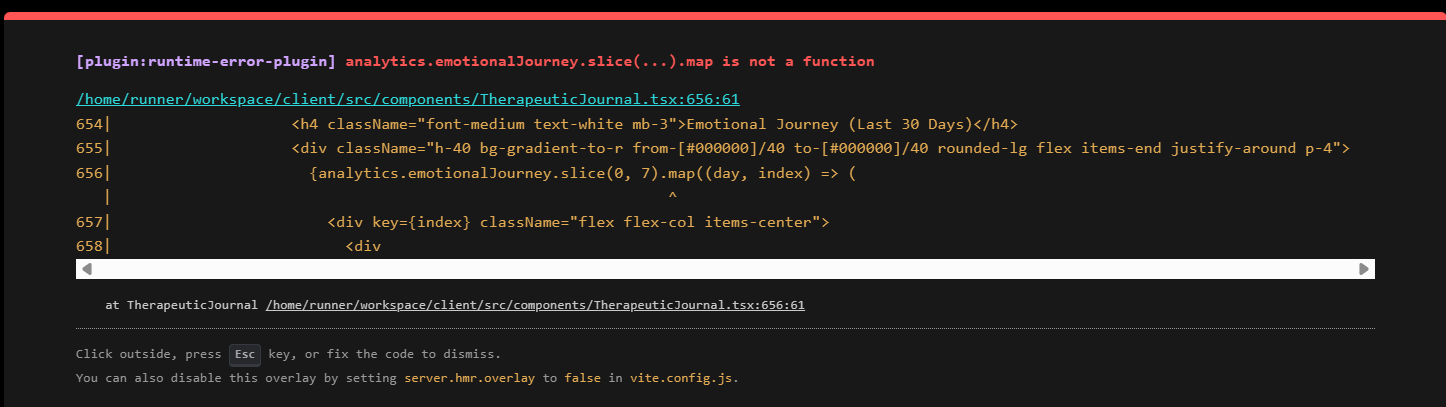 [plugin:runtime-error-plugin] analytics.emotionalJourney.slice(...).map is not a function
/home/runner/workspace/client/src/components/TherapeuticJournal.tsx:656:61
654|                    <h4 className="font-medium text-white mb-3">Emotional Journey (Last 30 Days)</h4>
655|                    <div className="h-40 bg-gradient-to-r from-[#000000]/40 to-[#000000]/40 rounded-lg flex items-end justify-around p-4">
656|                      {analytics.emotionalJourney.slice(0, 7).map((day, index) => (
   |                                                              ^
657|                        <div key={index} className="flex flex-col items-center">
658|                          <div
at TherapeuticJournal /home/runner/workspace/client/src/components/TherapeuticJournal.tsx:656:61
Click outside, press Esc key, or fix the code to dismiss.
You can also disable this overlay by setting server.hmr.overlay to false in vite.config.js.